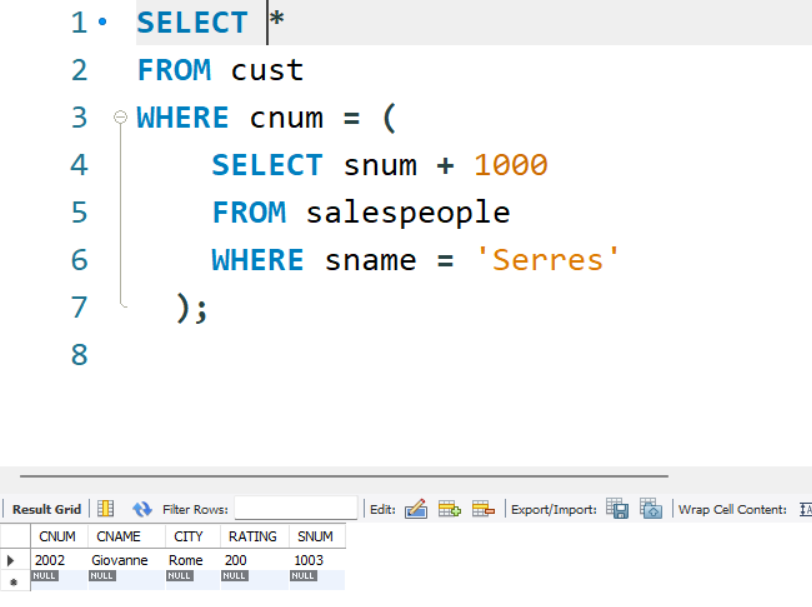 1 SELECT *
2 FROM cust
3 WHERE cnum = (
4 SELECT snum + 1000
5 FROM salespeople
6 WHERE sname = 'Serres'
7 );
8
Result Grid Filter Rows: Edit: Export/Import: Wrap Cell Content:
CNUM CNAME CITY RATING SNUM
2002 Giovanne Rome 200 1003
NULL NULL NULL NULL NULL